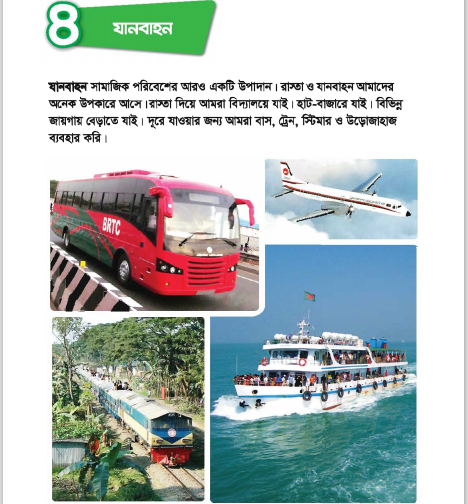 ৪ যানবাহন
যানবাহন সামাজিক পরিবেশের আরও একটি উপাদান। রাস্তা ও যানবাহন আমাদের
অনেক উপকারে আসে। রাস্তা দিয়ে আমরা বিদ্যালয়ে যাই। হাট-বাজারে যাই। বিভিন্ন
জায়গায় বেড়াতে যাই। দূরে যাওয়ার জন্য আমরা বাস, ট্রেন, স্টিমার ও উড়োজাহাজ
ব্যবহার করি।
BRTC